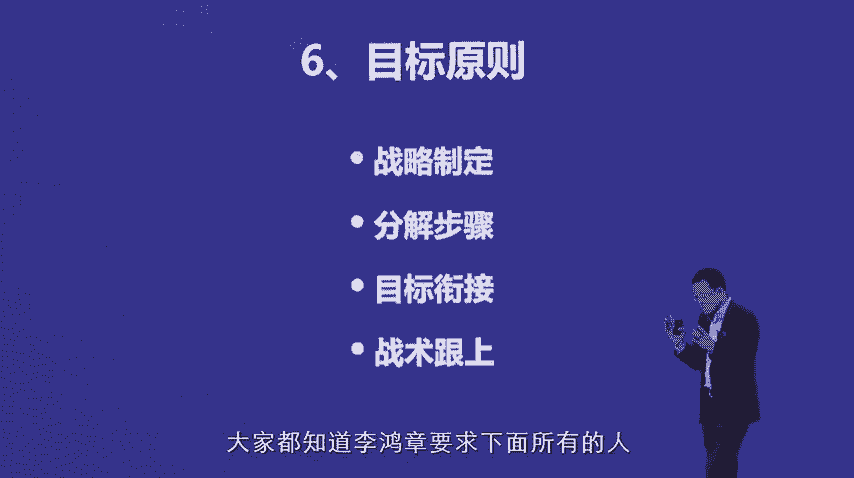 6、目标原则
• 战略制定
• 分解步骤
• 目标衔接
• 战术跟上
大家都知道李鸿章要求下面所有的人